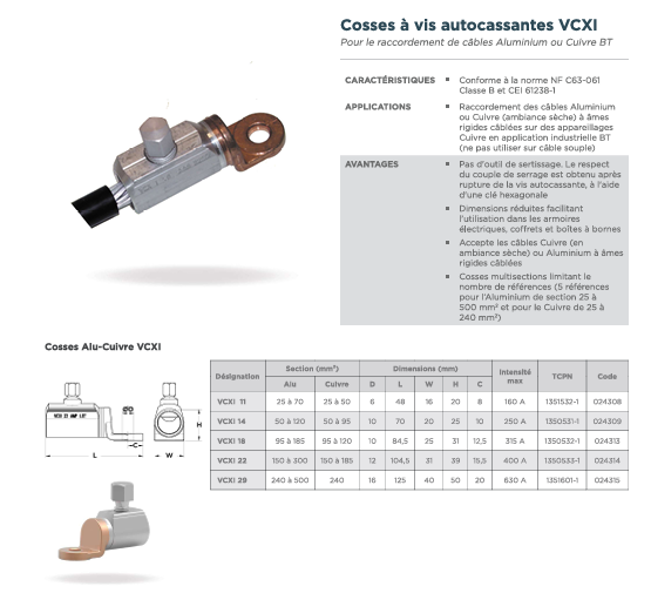 Cosses à vis autocassantes VCXI
Pour le raccordement de câbles Aluminium ou Cuivre BT
CARACTÉRISTIQUES
▪ Conforme à la norme NF C63-061
Classe B et CEI 61238-1
APPLICATIONS
▪ Raccordement des câbles Aluminium
ou Cuivre (ambiance sèche) à âmes
rigides câblées sur des appareillages
Cuivre en application industrielle BT
(ne pas utiliser sur câble souple)
AVANTAGES
▪ Pas d'outil de sertissage. Le respect
du couple de serrage est obtenu après
rupture de la vis autocassante, à l'aide
d'une clé hexagonale
▪ Dimensions réduites facilitant
l'utilisation dans les armoires
électriques, coffrets et boîtes à bornes
▪ Accepte les câbles Cuivre (en
ambiance sèche) ou Aluminium à âmes
rigides câblées
▪ Cosses multisections limitant le
nombre de références (5 références
pour l'Aluminium de section 25 à
500 mm² et pour le Cuivre de 25 à
240 mm²)
Cosses Alu-Cuivre VCXI
Désignation Section (mm²) Dimensions (mm) Intensité max TCPN Code
Alu Cuivre D L W H C
VCXI 11 25 à 70 25 à 50 6 48 16 20 8 160 A 1351532-1 024308
VCXI 14 50 à 120 50 à 95 10 70 20 25 10 250 A 1350531-1 024309
VCXI 18 95 à 185 95 à 120 10 84,5 25 31 12,5 315 A 1350532-1 024313
VCXI 22 150 à 300 150 à 185 12 104,5 31 39 15,5 400 A 1350533-1 024314
VCXI 29 240 à 500 240 16 125 40 50 20 630 A 1351601-1 024315
H
C
L W